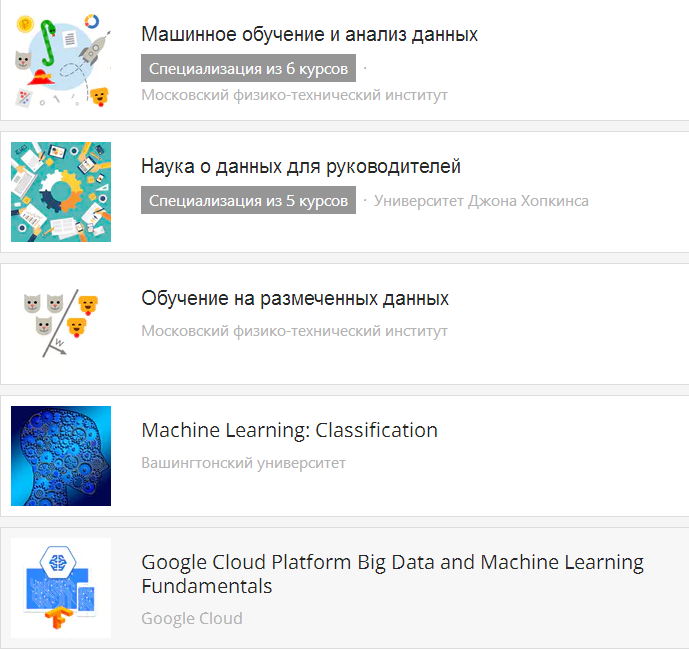 Машинное обучение и анализ данных
Специализация из 6 курсов ·
Московский физико-технический институт
Наука о данных для руководителей
Специализация из 5 курсов · Университет Джона Хопкинса
Обучение на размеченных данных
Московский физико-технический институт
w
Machine Learning: Classification
Вашингтонский университет
Google Cloud Platform Big Data and Machine Learning
Fundamentals
Google Cloud